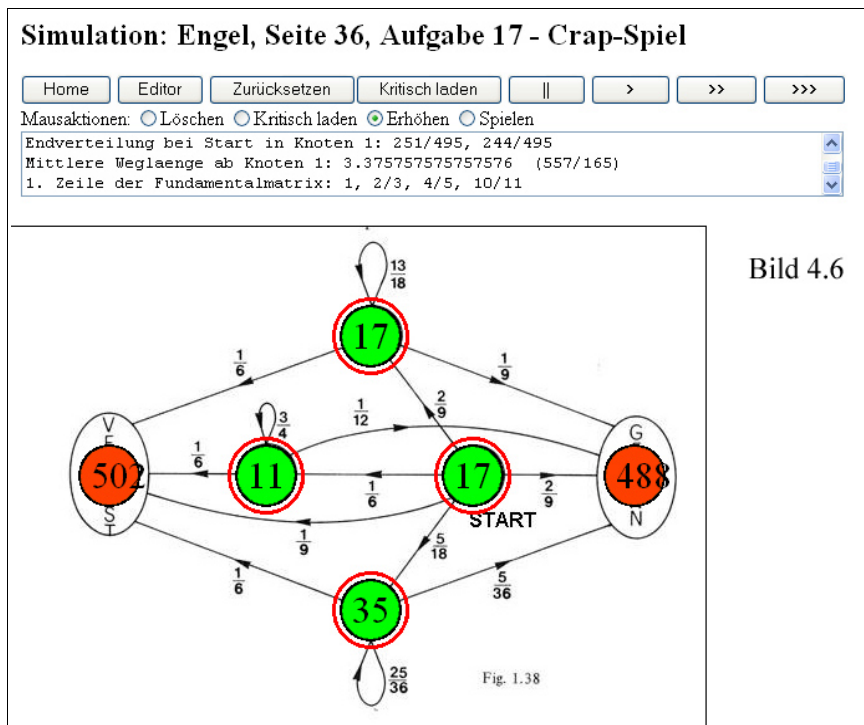 Simulation: Engel, Seite 36, Aufgabe 17 - Crap-Spiel
Home Editor Zurücksetzen Kritisch laden || > >> >>>
Mausaktionen: Löschen Kritisch laden Erhöhen Spielen
Endverteilung bei Start in Knoten 1: 251/495, 244/495
Mittlere Weglaenge ab Knoten 1: 3.375757575757576 (557/165)
1. Zeile der Fundamentalmatrix: 1, 2/3, 4/5, 10/11
Bild 4.6
13/18
17
1/6
1/9
2/9
1/12
3/4
V
G
502
1/6
11
1/6
17
2/9
488
ST
N
START
1/9
5/18
1/6
5/36
35
25/36
Fig. 1.38